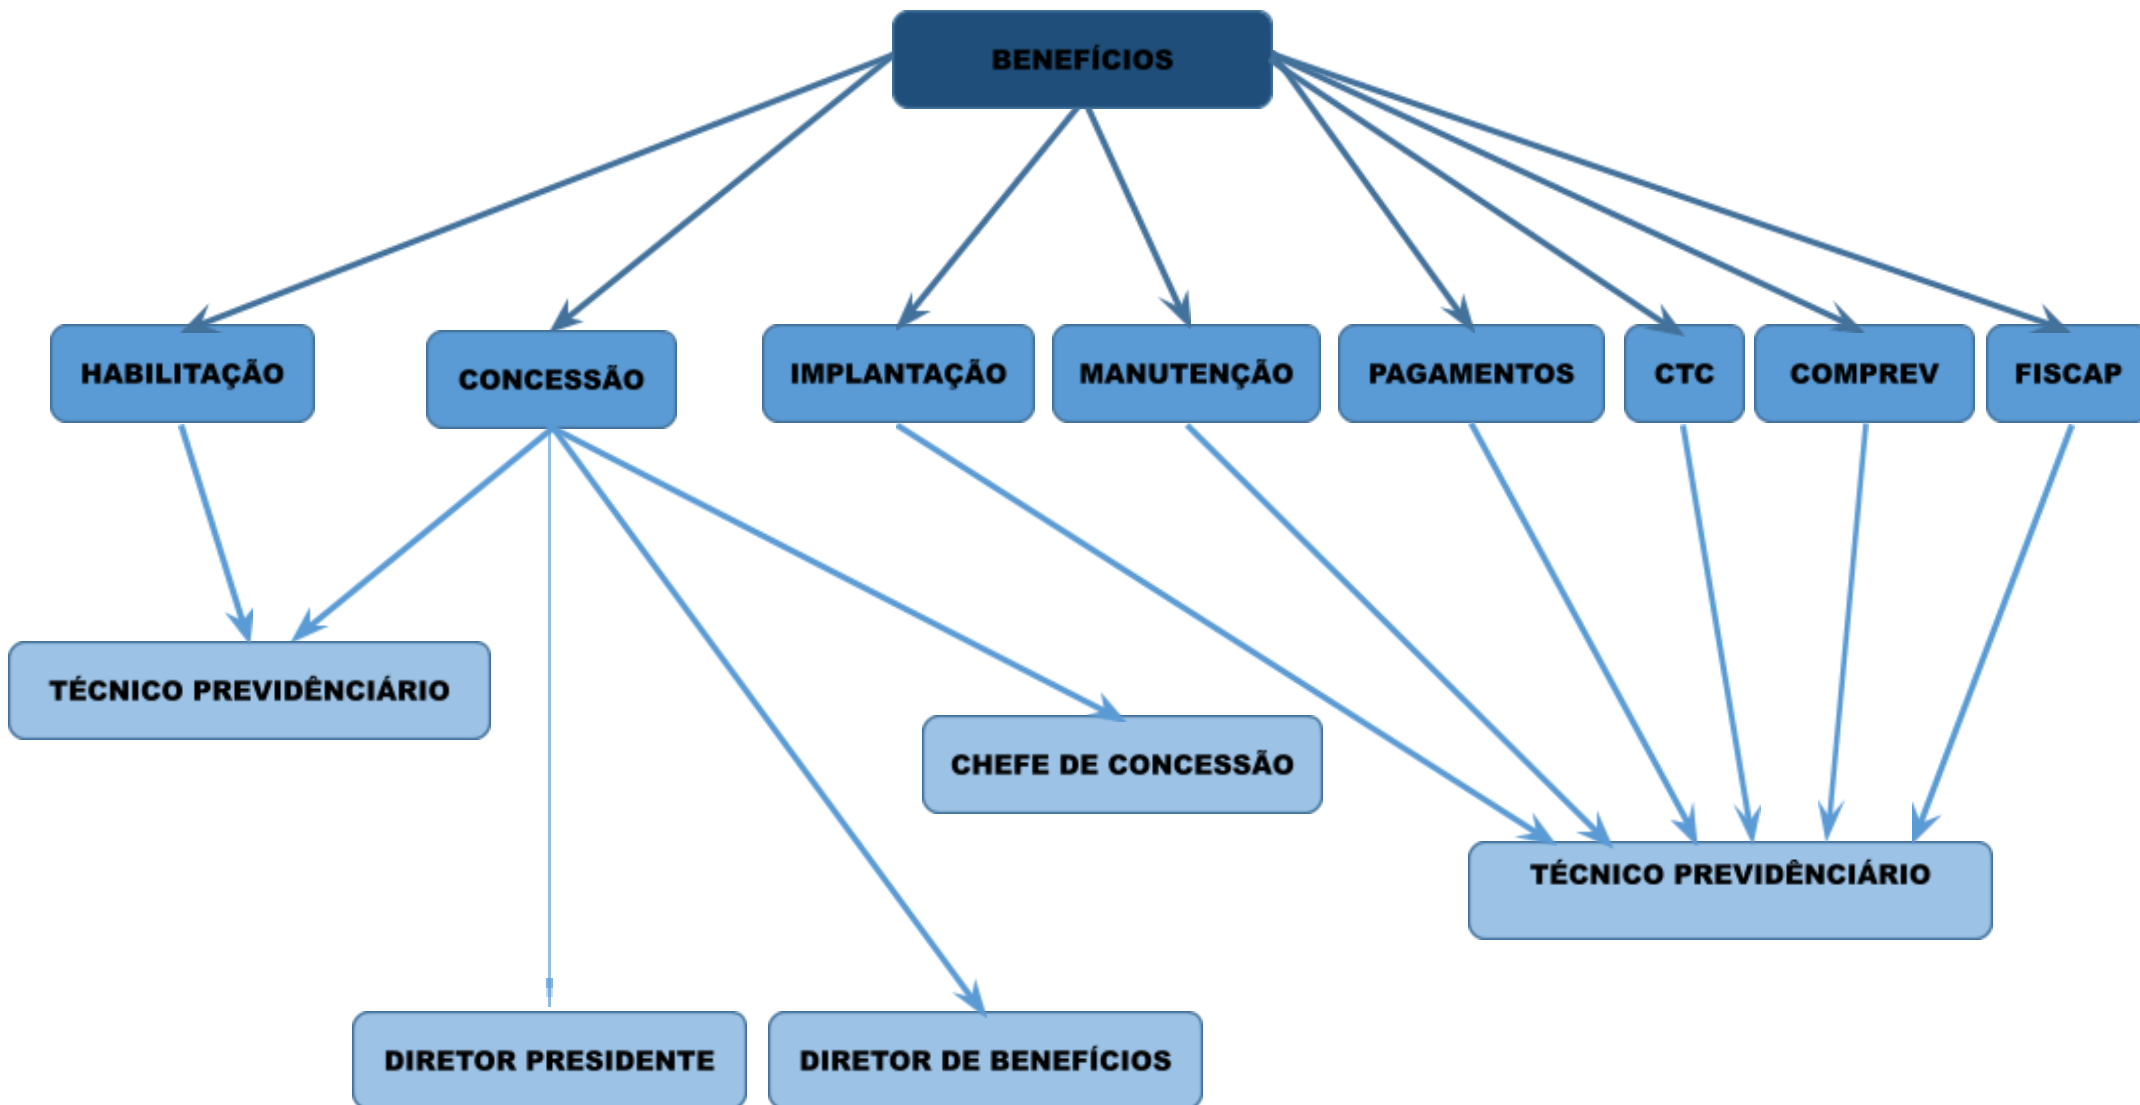 BENEFÍCIOS
HABILITAÇÃO
CONCESSÃO
IMPLANTAÇÃO
MANUTENÇÃO
PAGAMENTOS
CTC
COMPREV
FISCAP
TÉCNICO PREVIDÊNCIÁRIO
CHEFE DE CONCESSÃO
TÉCNICO PREVIDÊNCIÁRIO
DIRETOR PRESIDENTE
DIRETOR DE BENEFÍCIOS